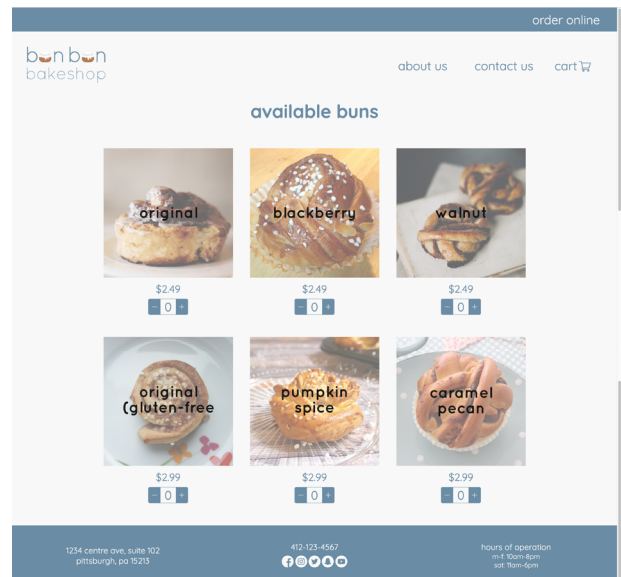 order online
bun bun
bakeshop
about us
contact us
cart
available buns
original
blackberry
walnut
$2.49
$2.49
$2.49
- 0 +
- 0 +
- 0 +
original
(gluten-free
pumpkin
spice
caramel
pecan
$2.99
$2.99
$2.99
- 0 +
- 0 +
- 0 +
1234 centre ave, suite 102
pittsburgh, pa 15213
412-123-4567
hours of operation
m-f: 10am-8pm
sat: 11am-6pm